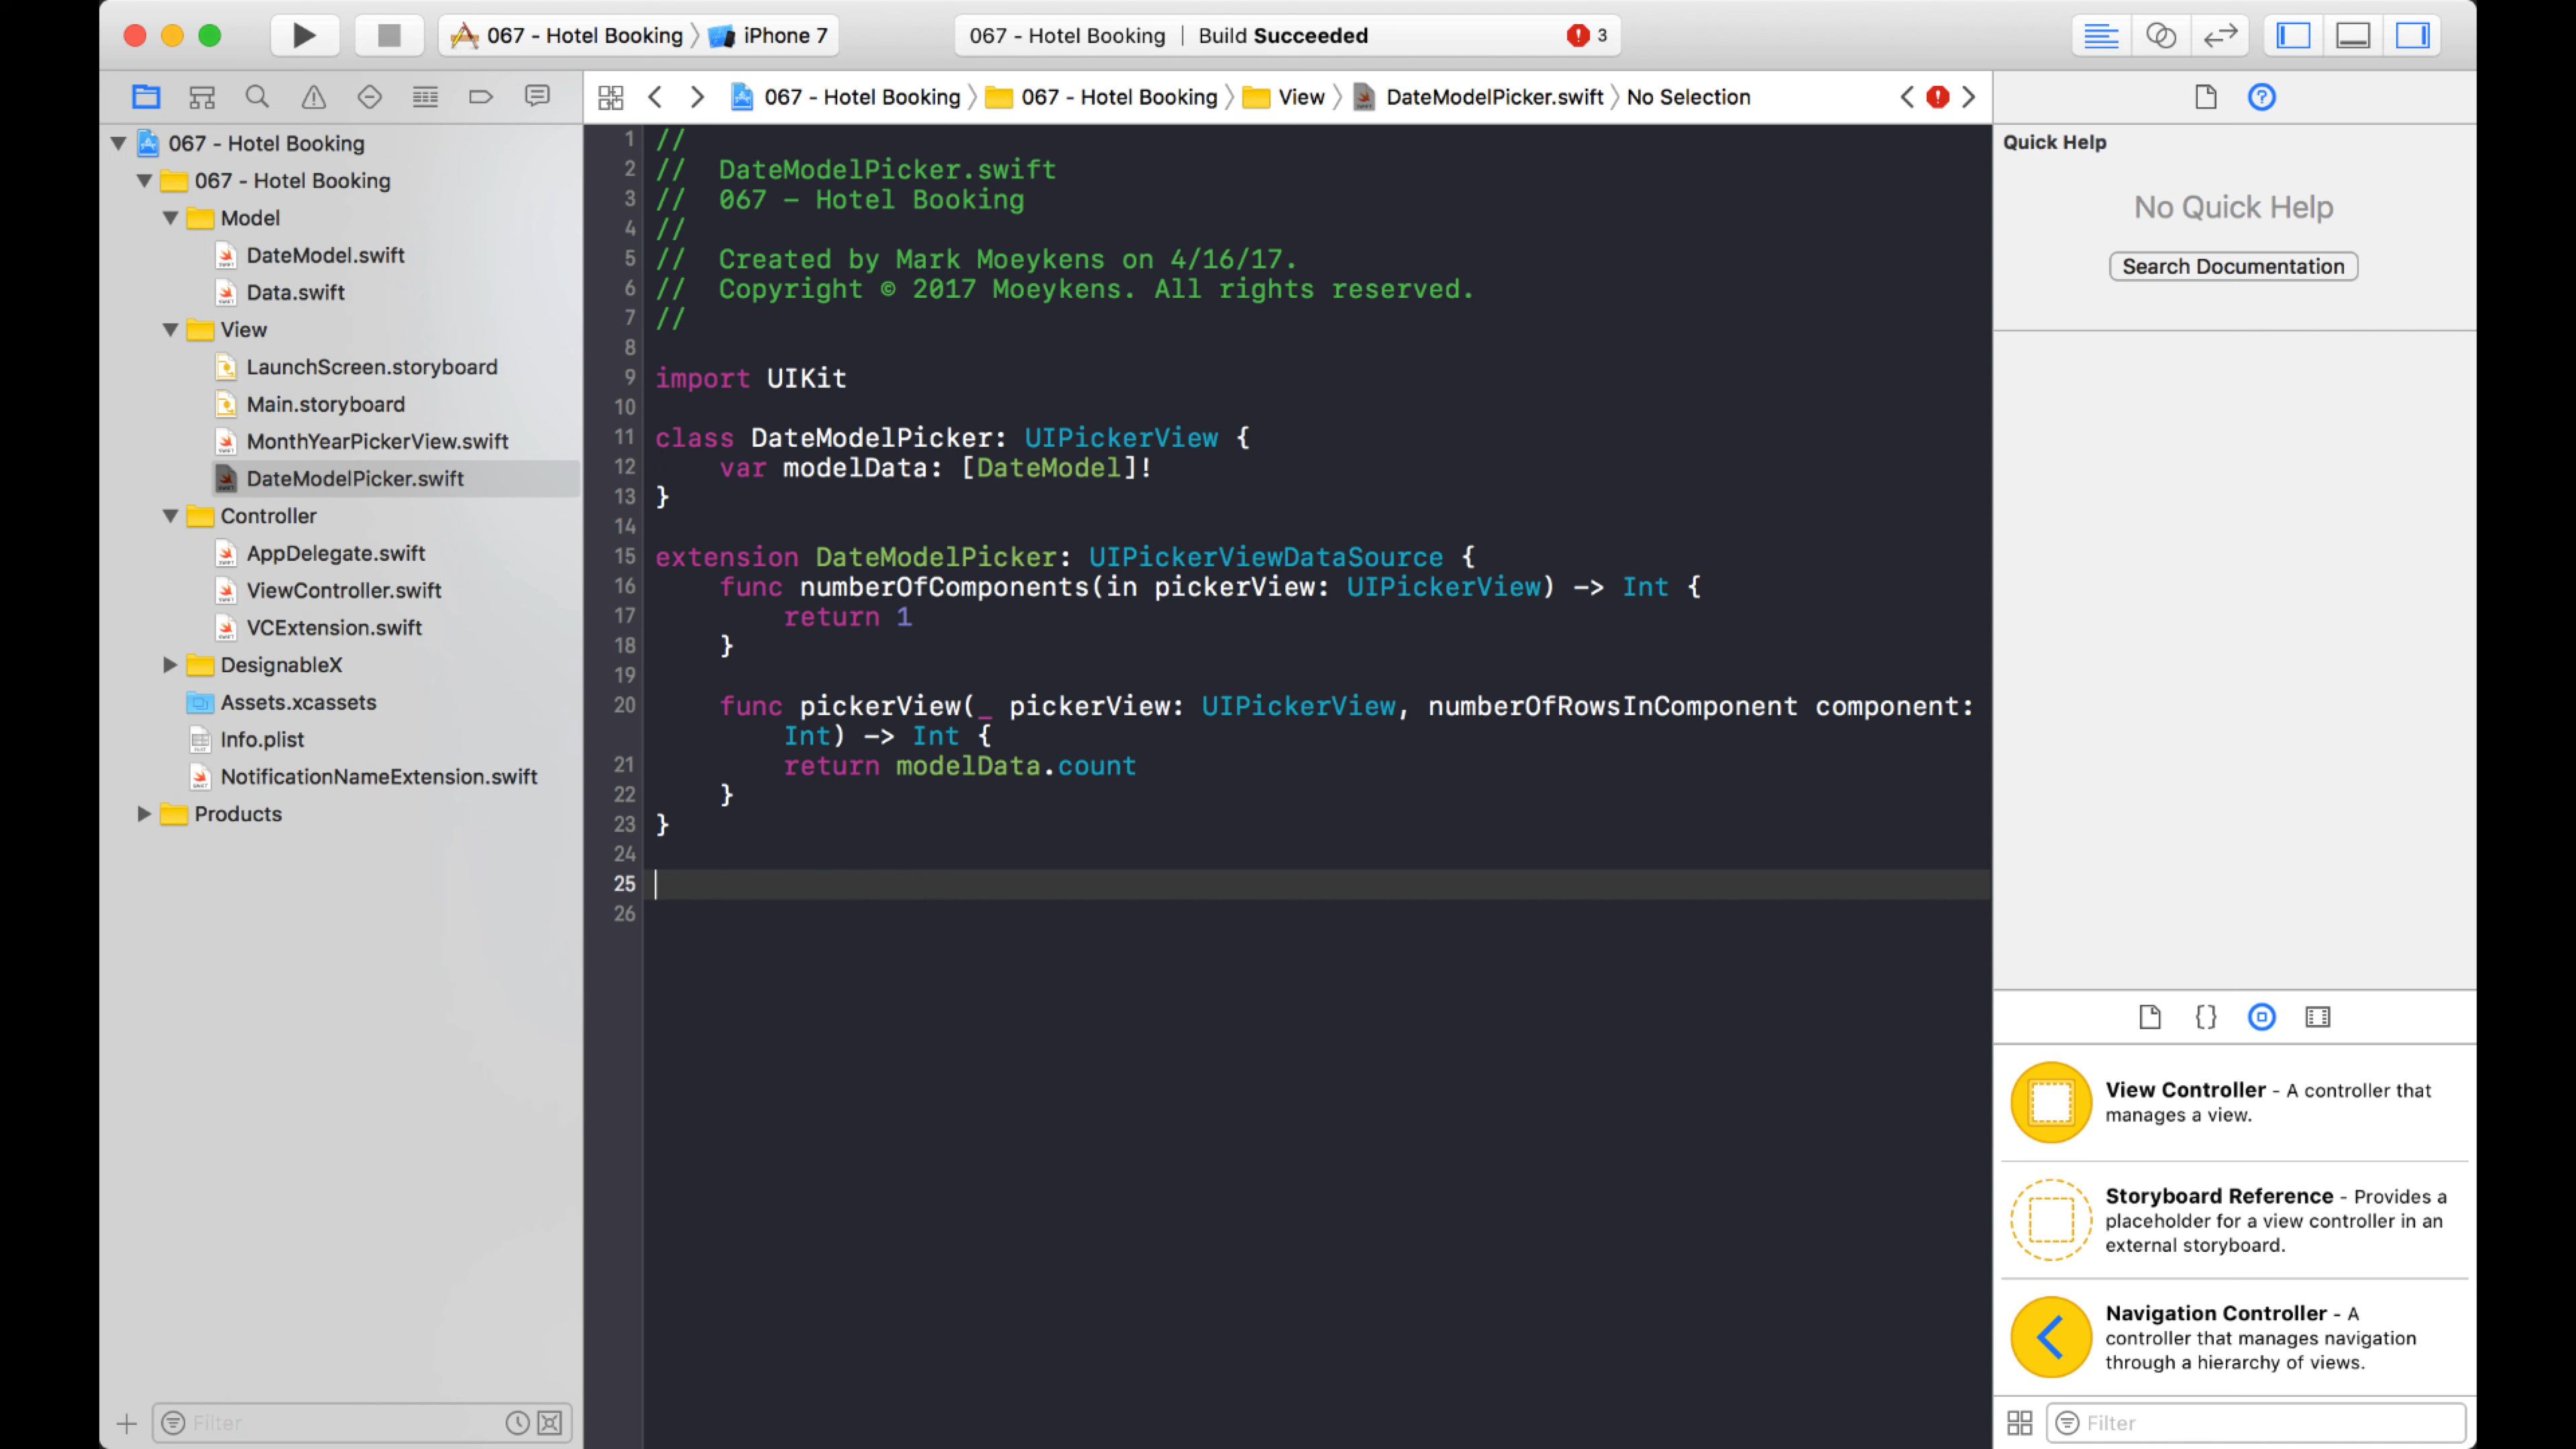 067 - Hotel Booking iPhone 7
067 - Hotel Booking | Build Succeeded 3
067 - Hotel Booking 067 - Hotel Booking View DateModelPicker.swift No Selection
067 - Hotel Booking
067 - Hotel Booking
Model
DateModel.swift
Data.swift
View
LaunchScreen.storyboard
Main.storyboard
MonthYearPickerView.swift
DateModelPicker.swift
Controller
AppDelegate.swift
ViewController.swift
VCExtension.swift
DesignableX
Assets.xcassets
Info.plist
NotificationNameExtension.swift
Products
Filter
1 //
2 // DateModelPicker.swift
3 // 067 - Hotel Booking
4 //
5 // Created by Mark Moeykens on 4/16/17.
6 // Copyright © 2017 Moeykens. All rights reserved.
7 //
8
9 import UIKit
10
11 class DateModelPicker: UIPickerView {
12 var modelData: [DateModel]!
13 }
14
15 extension DateModelPicker: UIPickerViewDataSource {
16 func numberOfComponents(in pickerView: UIPickerView) -> Int {
17 return 1
18 }
19
20 func pickerView(_ pickerView: UIPickerView, numberOfRowsInComponent component:
Int) -> Int {
21 return modelData.count
22 }
23 }
24
25
26
Quick Help
No Quick Help
Search Documentation
View Controller - A controller that
manages a view.
Storyboard Reference - Provides a
placeholder for a view controller in an
external storyboard.
Navigation Controller - A
controller that manages navigation
through a hierarchy of views.
Filter